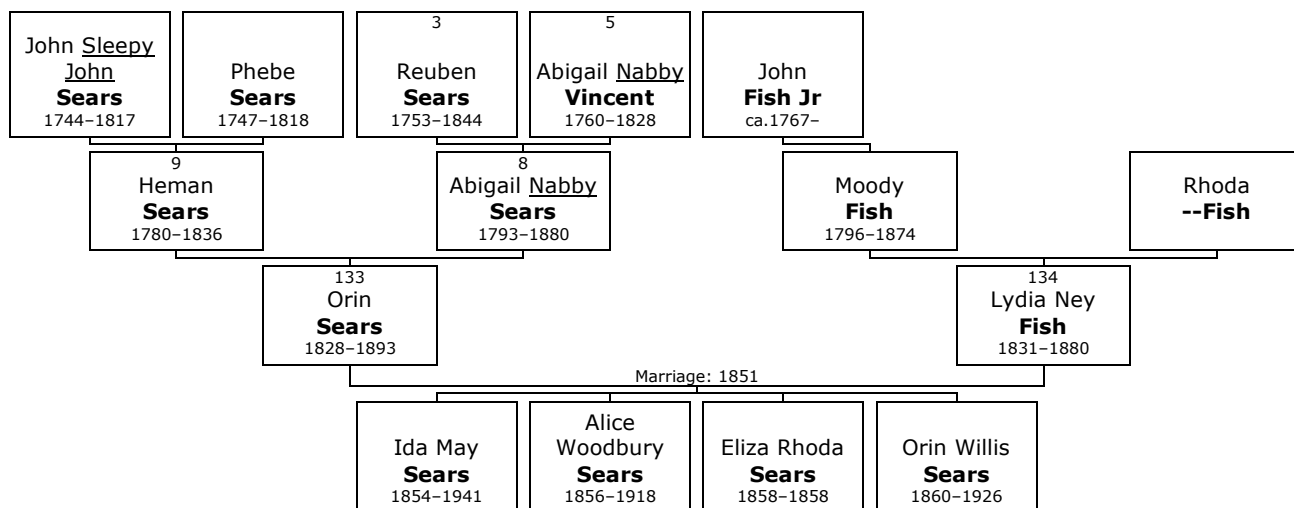 John Sleepy
John
Sears
1744–1817
Phebe
Sears
1747–1818
3
Reuben
Sears
1753–1844
5
Abigail Nabby
Vincent
1760–1828
John
Fish Jr
ca.1767–
9
Heman
Sears
1780–1836
8
Abigail Nabby
Sears
1793–1880
Moody
Fish
1796–1874
Rhoda
--Fish
133
Orin
Sears
1828–1893
134
Lydia Ney
Fish
1831–1880
Marriage: 1851
Ida May
Sears
1854–1941
Alice
Woodbury
Sears
1856–1918
Eliza Rhoda
Sears
1858–1858
Orin Willis
Sears
1860–1926